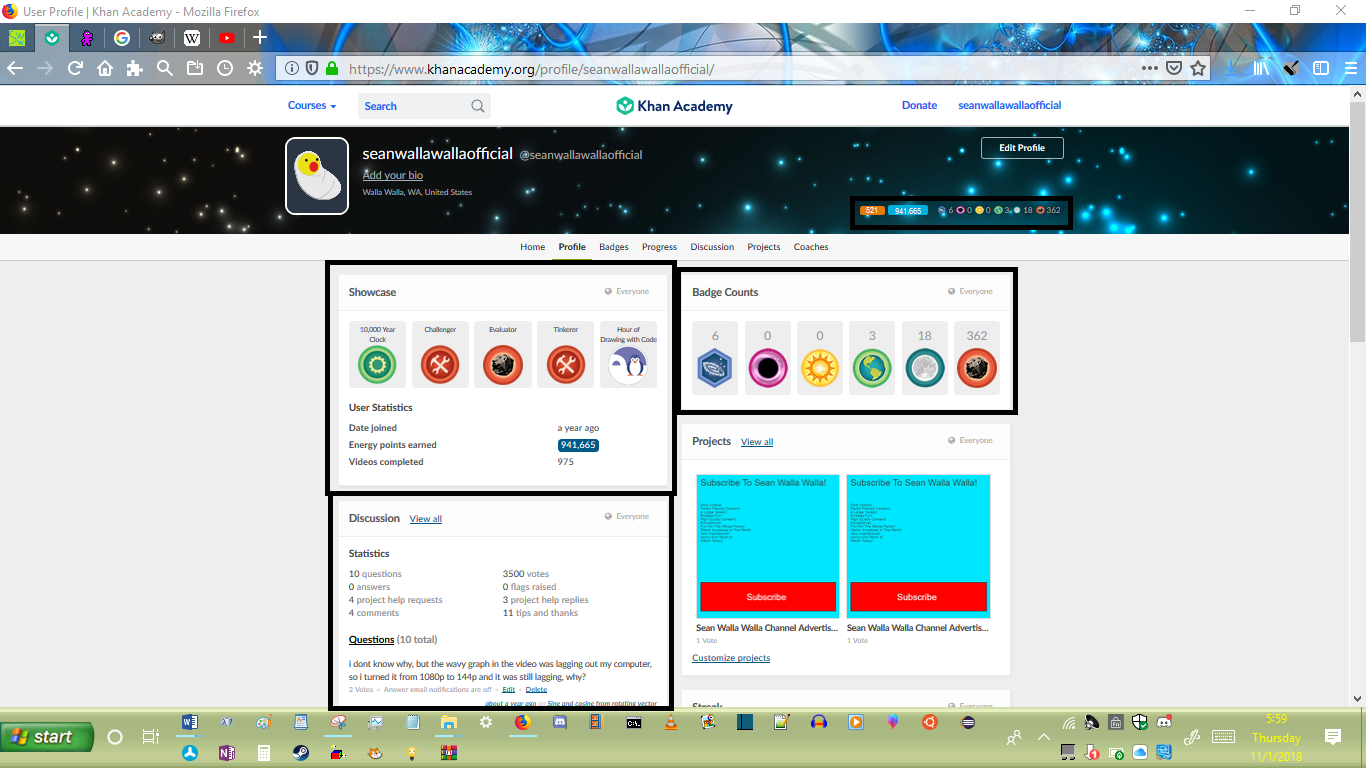 User Profile | Khan Academy - Mozilla Firefox
https://www.khanacademy.org/profile/seanwallawallaofficial/
Courses
Search
Khan Academy
Donate
seanwallawallaofficial
seanwallawallaofficial @seanwallawallaofficial
Add your bio
Walla Walla, WA, United States
Edit Profile
521 941,665 6 0 0 3 18 362
Home Profile Badges Progress Discussion Projects Coaches
Showcase Everyone
10,000 Year Clock
Challenger
Evaluator
Tinkerer
Hour of Drawing with Code
User Statistics
Date joined a year ago
Energy points earned 941,665
Videos completed 975
Badge Counts Everyone
6 0 0 3 18 362
Discussion View all Everyone
Statistics
10 questions 3500 votes
0 answers 0 flags raised
4 project help requests 3 project help replies
4 comments 11 tips and thanks
Questions (10 total)
i dont know why, but the wavy graph in the video was lagging out my computer,
so i turned it from 1080p to 144p and it was still lagging, why?
2 Votes • Answer email notifications are off • Edit • Delete
about a year ago on Sine and cosine from rotating vector
Projects View all Everyone
Subscribe To Sean Walla Walla!
Subscribe
Sean Walla Walla Channel Advertis...
1 Vote
Subscribe To Sean Walla Walla!
Subscribe
Sean Walla Walla Channel Advertis...
1 Vote
Customize projects
Streak Everyone
start
5:59
Thursday
11/1/2018